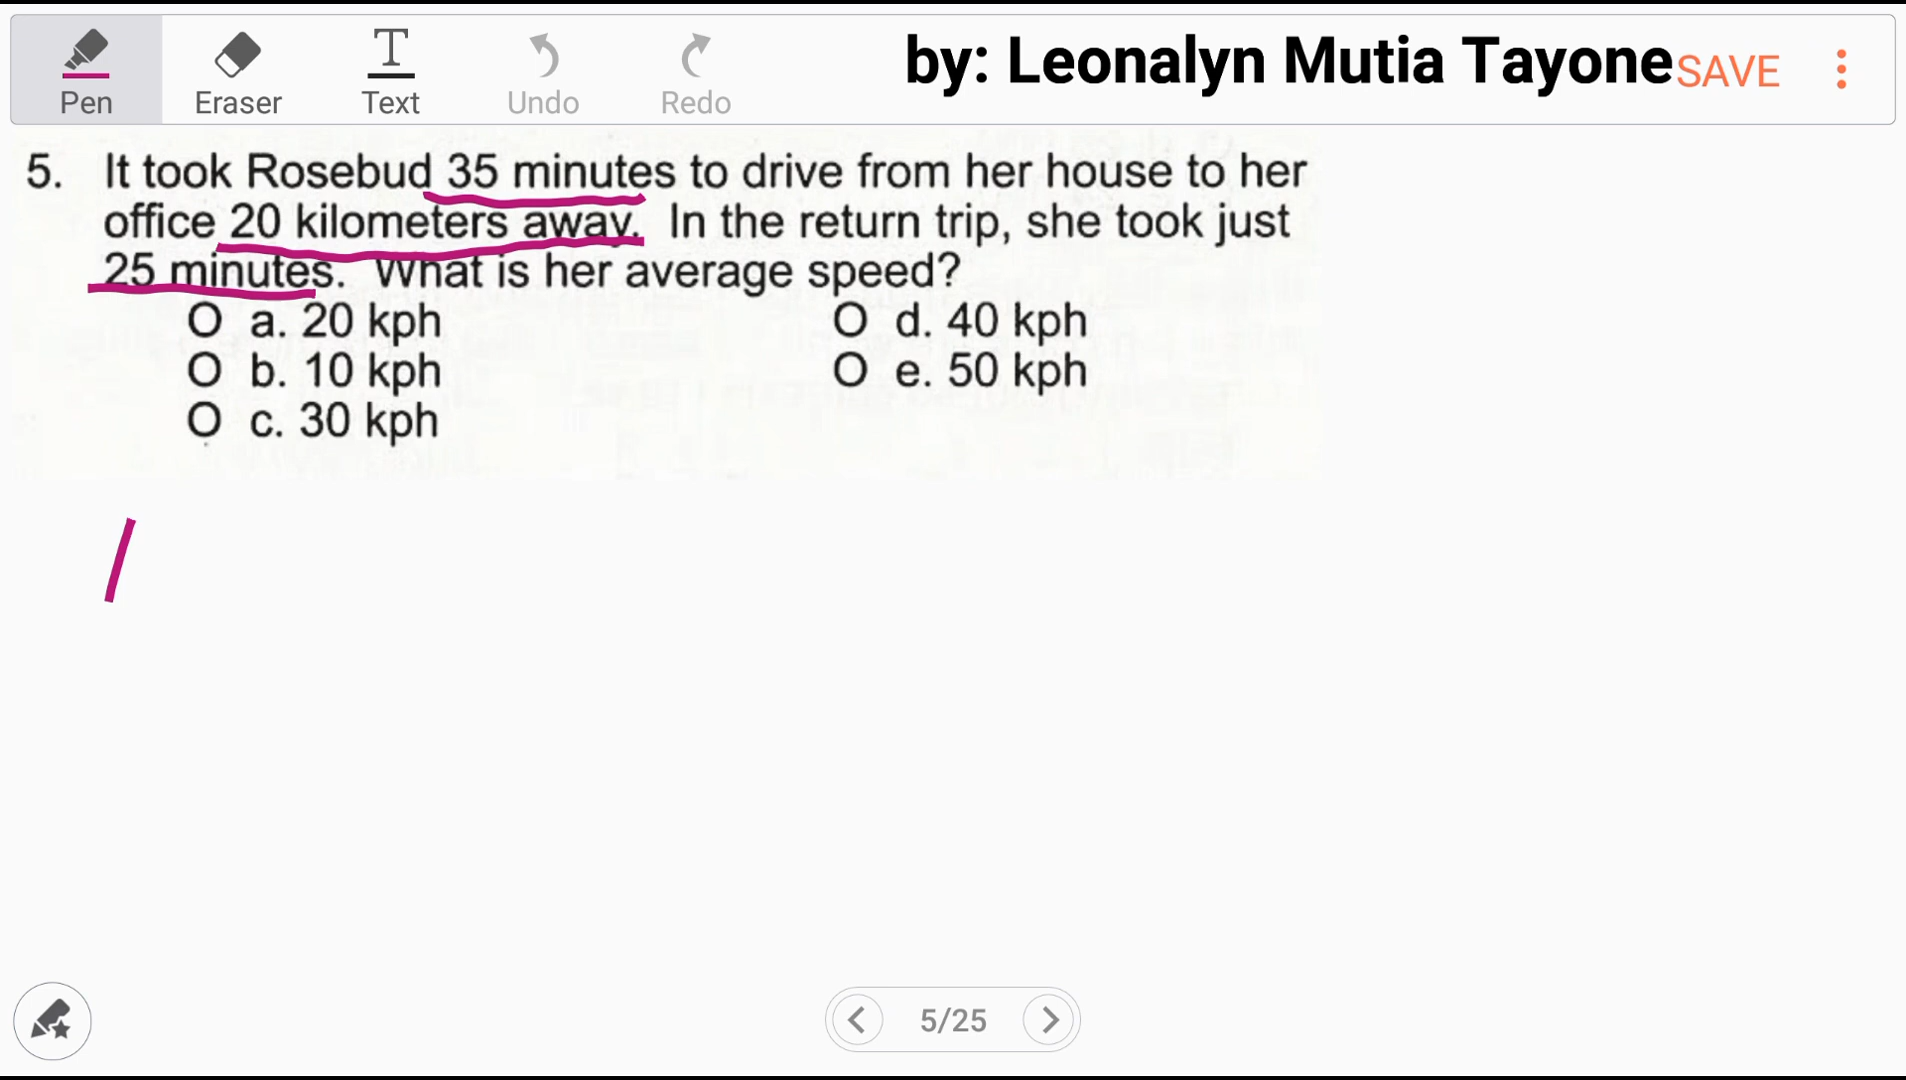 Pen Eraser Text Undo Redo by: Leonalyn Mutia Tayone SAVE
5. It took Rosebud 35 minutes to drive from her house to her
office 20 kilometers away. In the return trip, she took just
25 minutes. What is her average speed?
O a. 20 kph
O b. 10 kph
O c. 30 kph
O d. 40 kph
O e. 50 kph
5/25